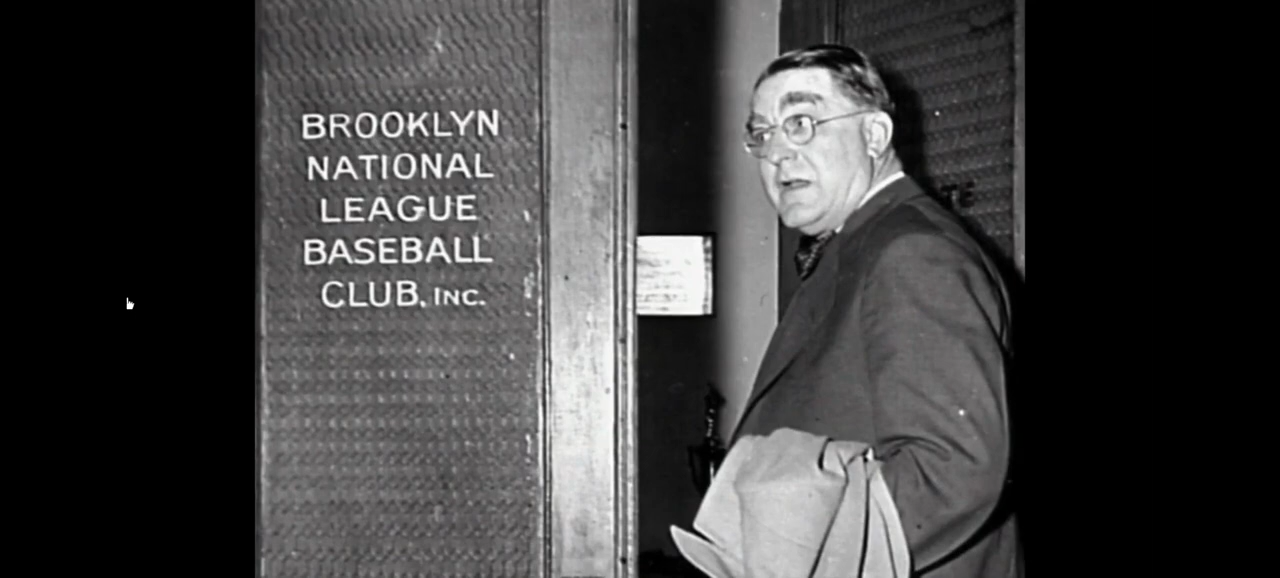 BROOKLYN
NATIONAL
LEAGUE
BASEBALL
CLUB, INC.